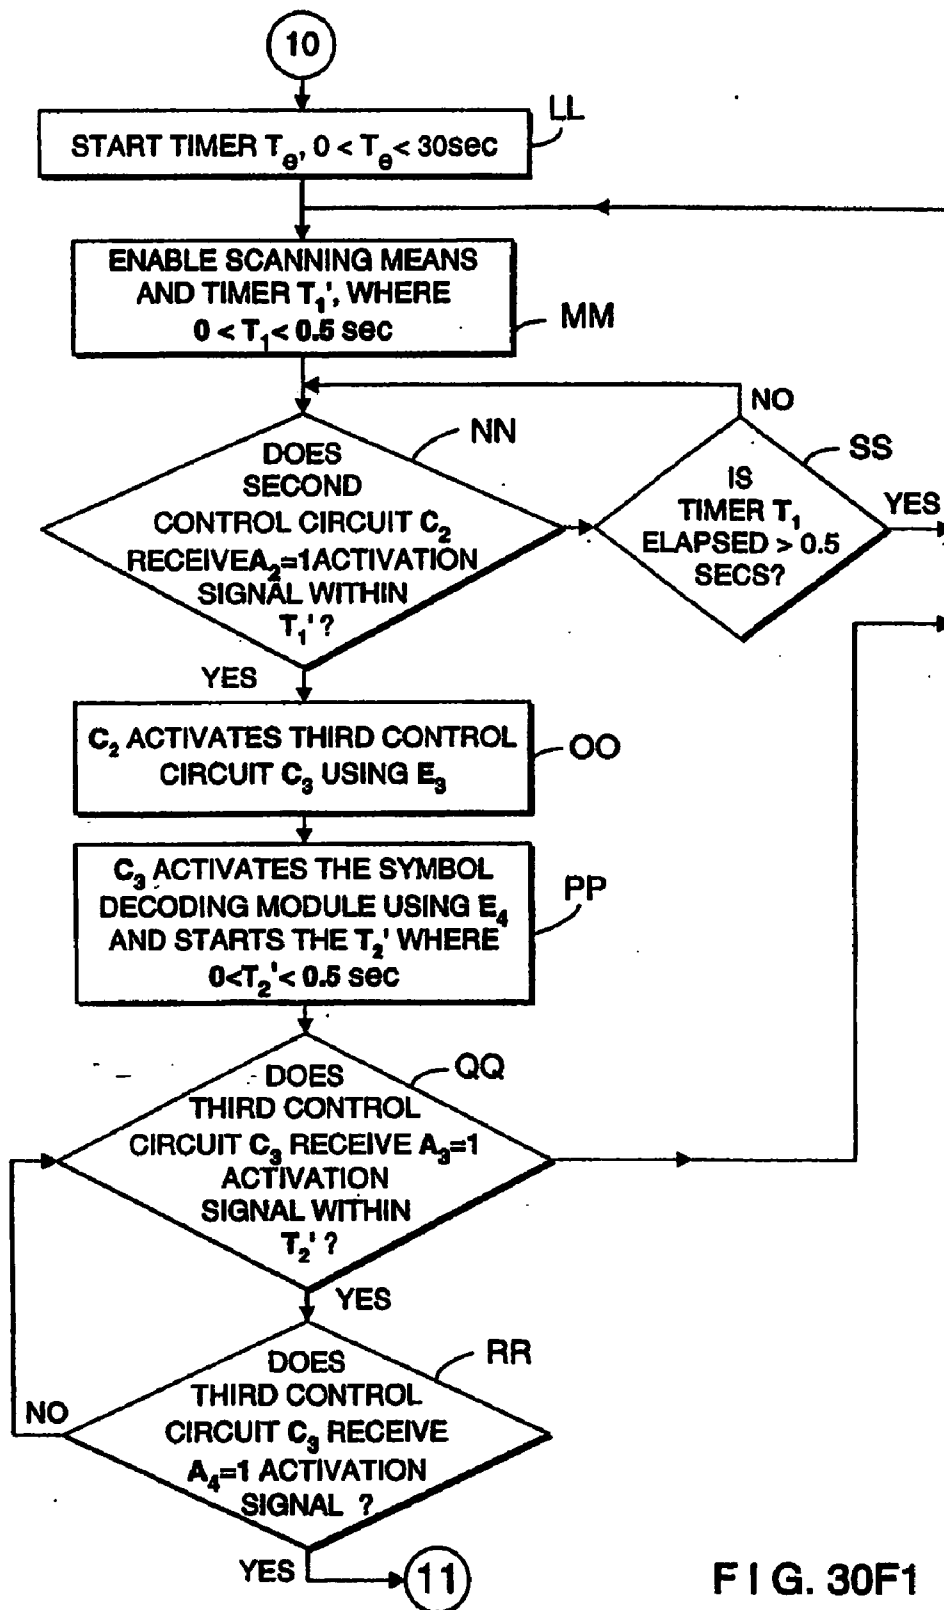 10
LL
START TIMER Te, 0 < Te < 30sec
ENABLE SCANNING MEANS
AND TIMER T1', WHERE
0 < T1 < 0.5 sec
MM
NO
NN
SS
DOES
SECOND
CONTROL CIRCUIT C2
RECEIVEA2=1ACTIVATION
SIGNAL WITHIN
T1' ?
IS
TIMER T1
ELAPSED > 0.5
SECS?
YES
YES
C2 ACTIVATES THIRD CONTROL
CIRCUIT C3 USING E3
OO
C3 ACTIVATES THE SYMBOL
DECODING MODULE USING E4
AND STARTS THE T2' WHERE
0<T2'< 0.5 sec
PP
QQ
DOES
THIRD CONTROL
CIRCUIT C3 RECEIVE A3=1
ACTIVATION
SIGNAL WITHIN
T2' ?
YES
RR
DOES
THIRD CONTROL
CIRCUIT C3 RECEIVE
A4=1 ACTIVATION
SIGNAL ?
NO
YES
11
FIG. 30F1